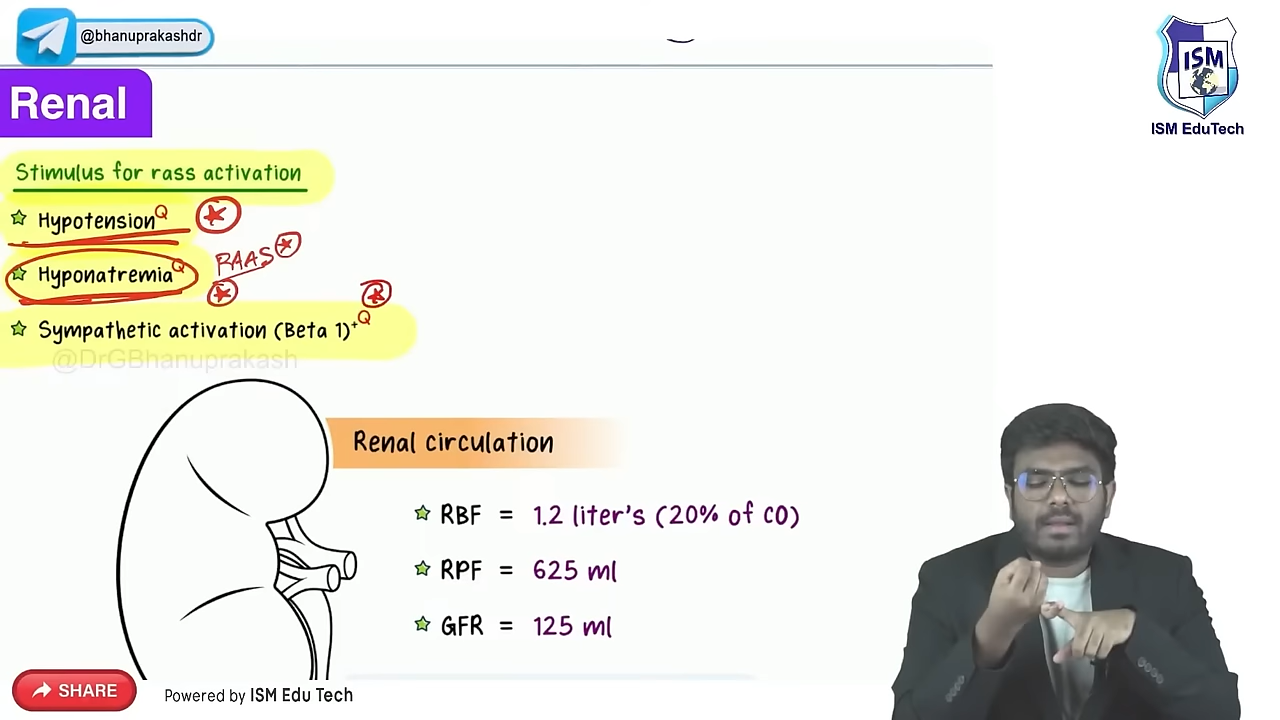 @bhanuprakashdr
ISM
ISM EduTech
Renal
Stimulus for rass activation
Hypotension Q
RAAS
Hyponatremia Q
Sympathetic activation (Beta 1)+ Q
@DrGBhanuprakash
Renal circulation
RBF = 1.2 liter's (20% of CO)
RPF = 625 ml
GFR = 125 ml
SHARE
Powered by ISM Edu Tech